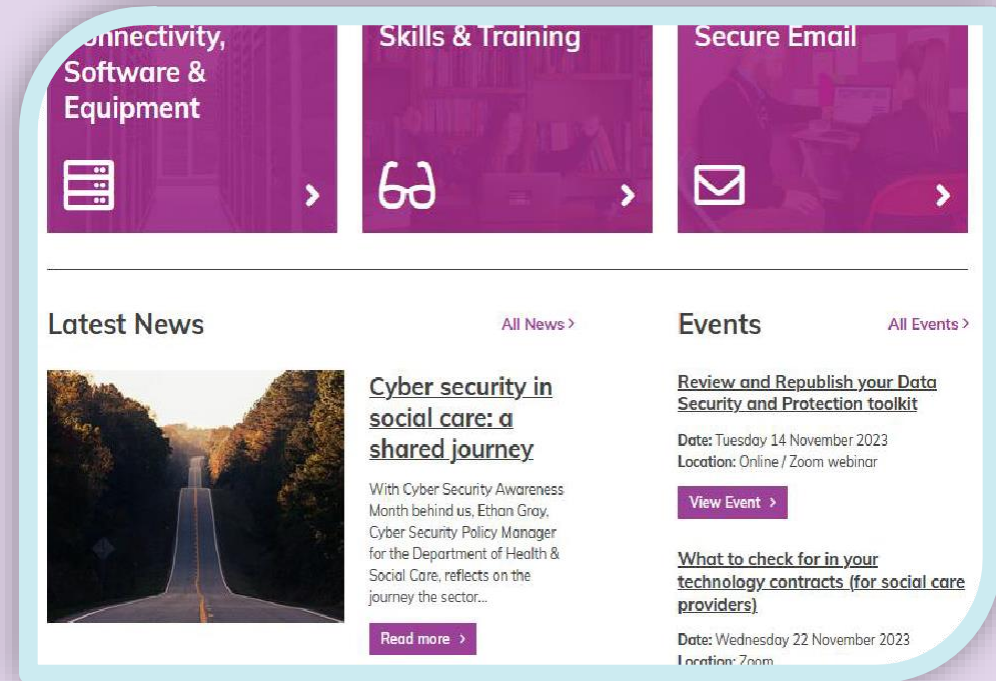 Connectivity,
Software &
Equipment
Skills & Training
Secure Email
Latest News
All News >
Cyber security in
social care: a
shared journey
With Cyber Security Awareness
Month behind us, Ethan Gray,
Cyber Security Policy Manager
for the Department of Health &
Social Care, reflects on the
journey the sector...
Read more >
Events
All Events >
Review and Republish your Data
Security and Protection toolkit
Date: Tuesday 14 November 2023
Location: Online / Zoom webinar
View Event >
What to check for in your
technology contracts (for social care
providers)
Date: Wednesday 22 November 2023
Location: Zoom